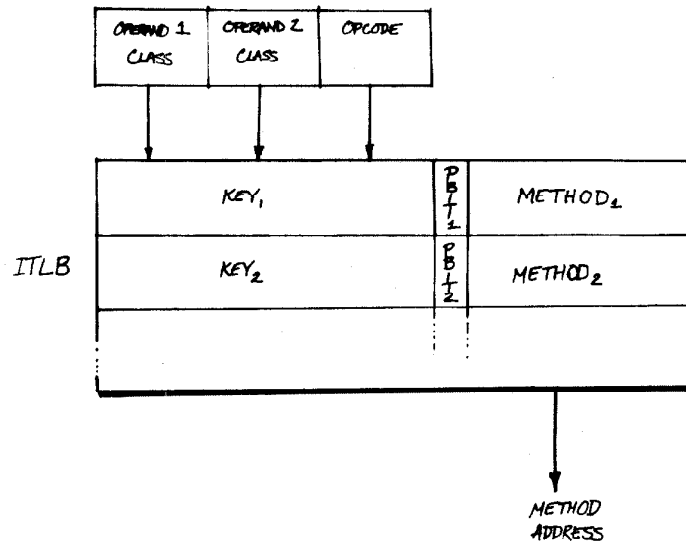 OPERAND 1 OPERAND 2 OPCODE
CLASS CLASS
KEY₁ PBIT1 METHOD₁
ITLB KEY₂ PBIT2 METHOD₂
METHOD
ADDRESS